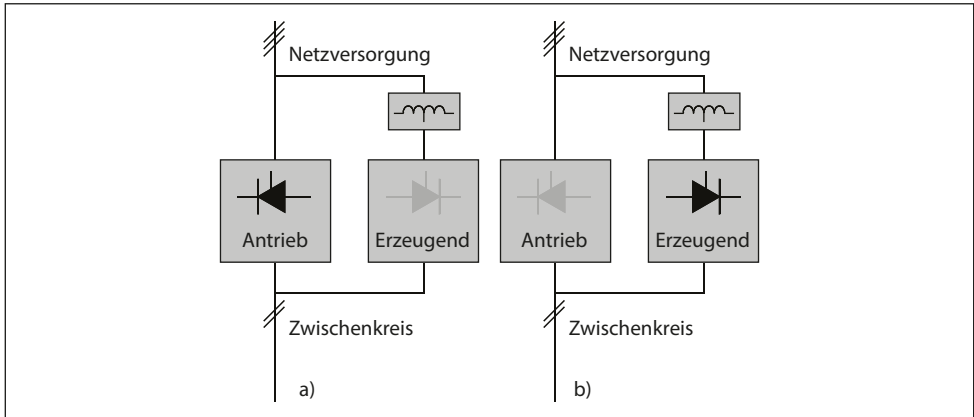 Netzversorgung
Netzversorgung
Antrieb
Erzeugend
Antrieb
Erzeugend
Zwischenkreis
Zwischenkreis
a)
b)